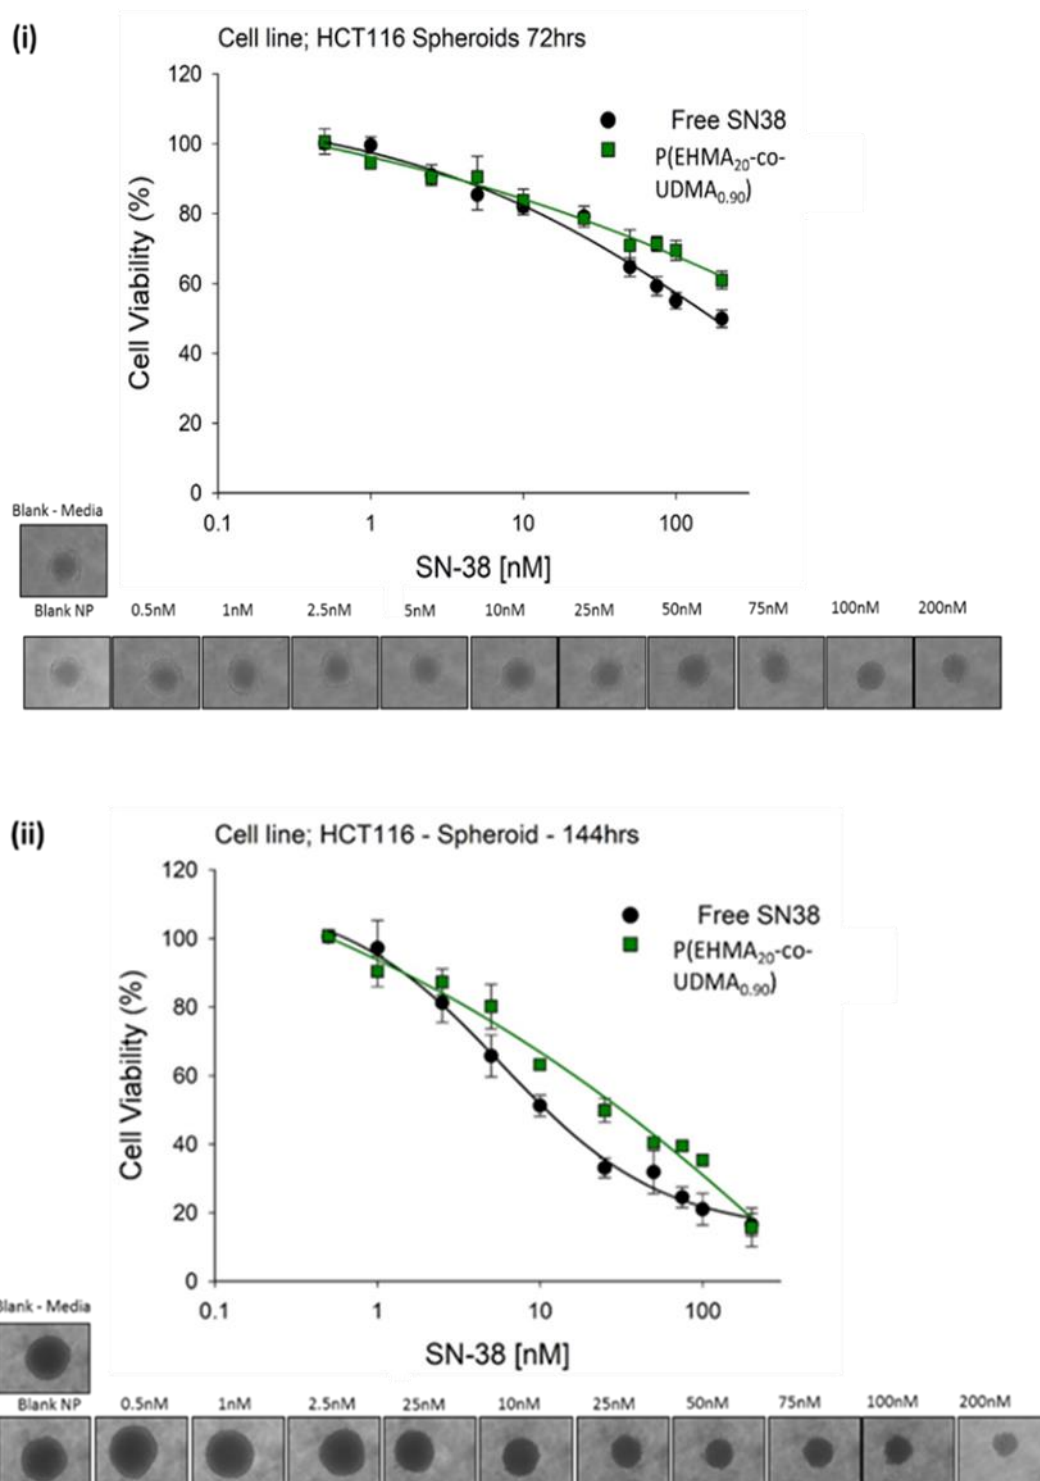 (i)
Cell line; HCT116 Spheroids 72hrs
120
100
80
60
40
20
0
Cell Viability (%)
Free SN38
P(EHMA20-co-
UDMA0.90)
0.1 1 10 100
SN-38 [nM]
Blank - Media
Blank NP 0.5nM 1nM 2.5nM 5nM 10nM 25nM 50nM 75nM 100nM 200nM
(ii)
Cell line; HCT116 - Spheroid - 144hrs
120
100
80
60
40
20
0
Cell Viability (%)
Free SN38
P(EHMA20-co-
UDMA0.90)
0.1 1 10 100
SN-38 [nM]
Blank - Media
Blank NP 0.5nM 1nM 2.5nM 25nM 10nM 25nM 50nM 75nM 100nM 200nM